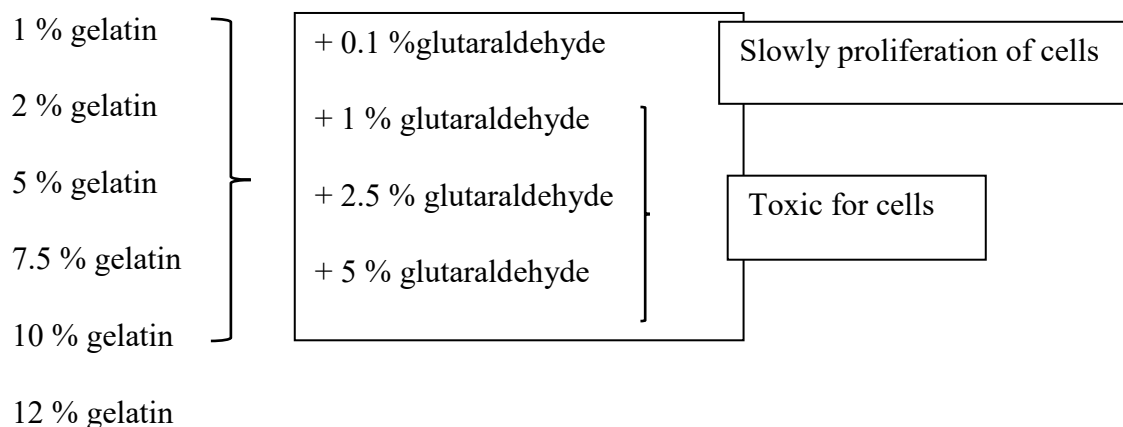 1 % gelatin
2 % gelatin
5 % gelatin
7.5 % gelatin
10 % gelatin
12 % gelatin
+ 0.1 %glutaraldehyde
+ 1 % glutaraldehyde
+ 2.5 % glutaraldehyde
+ 5 % glutaraldehyde
Slowly proliferation of cells
Toxic for cells